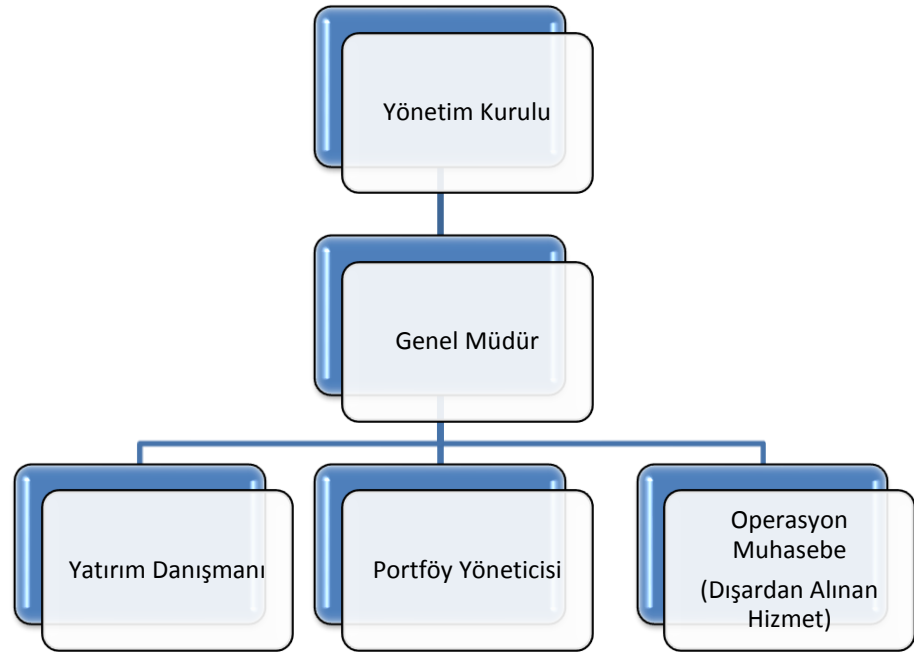 Yönetim Kurulu
Genel Müdür
Yatırım Danışmanı
Portföy Yöneticisi
Operasyon
Muhasebe
(Dışardan Alınan
Hizmet)